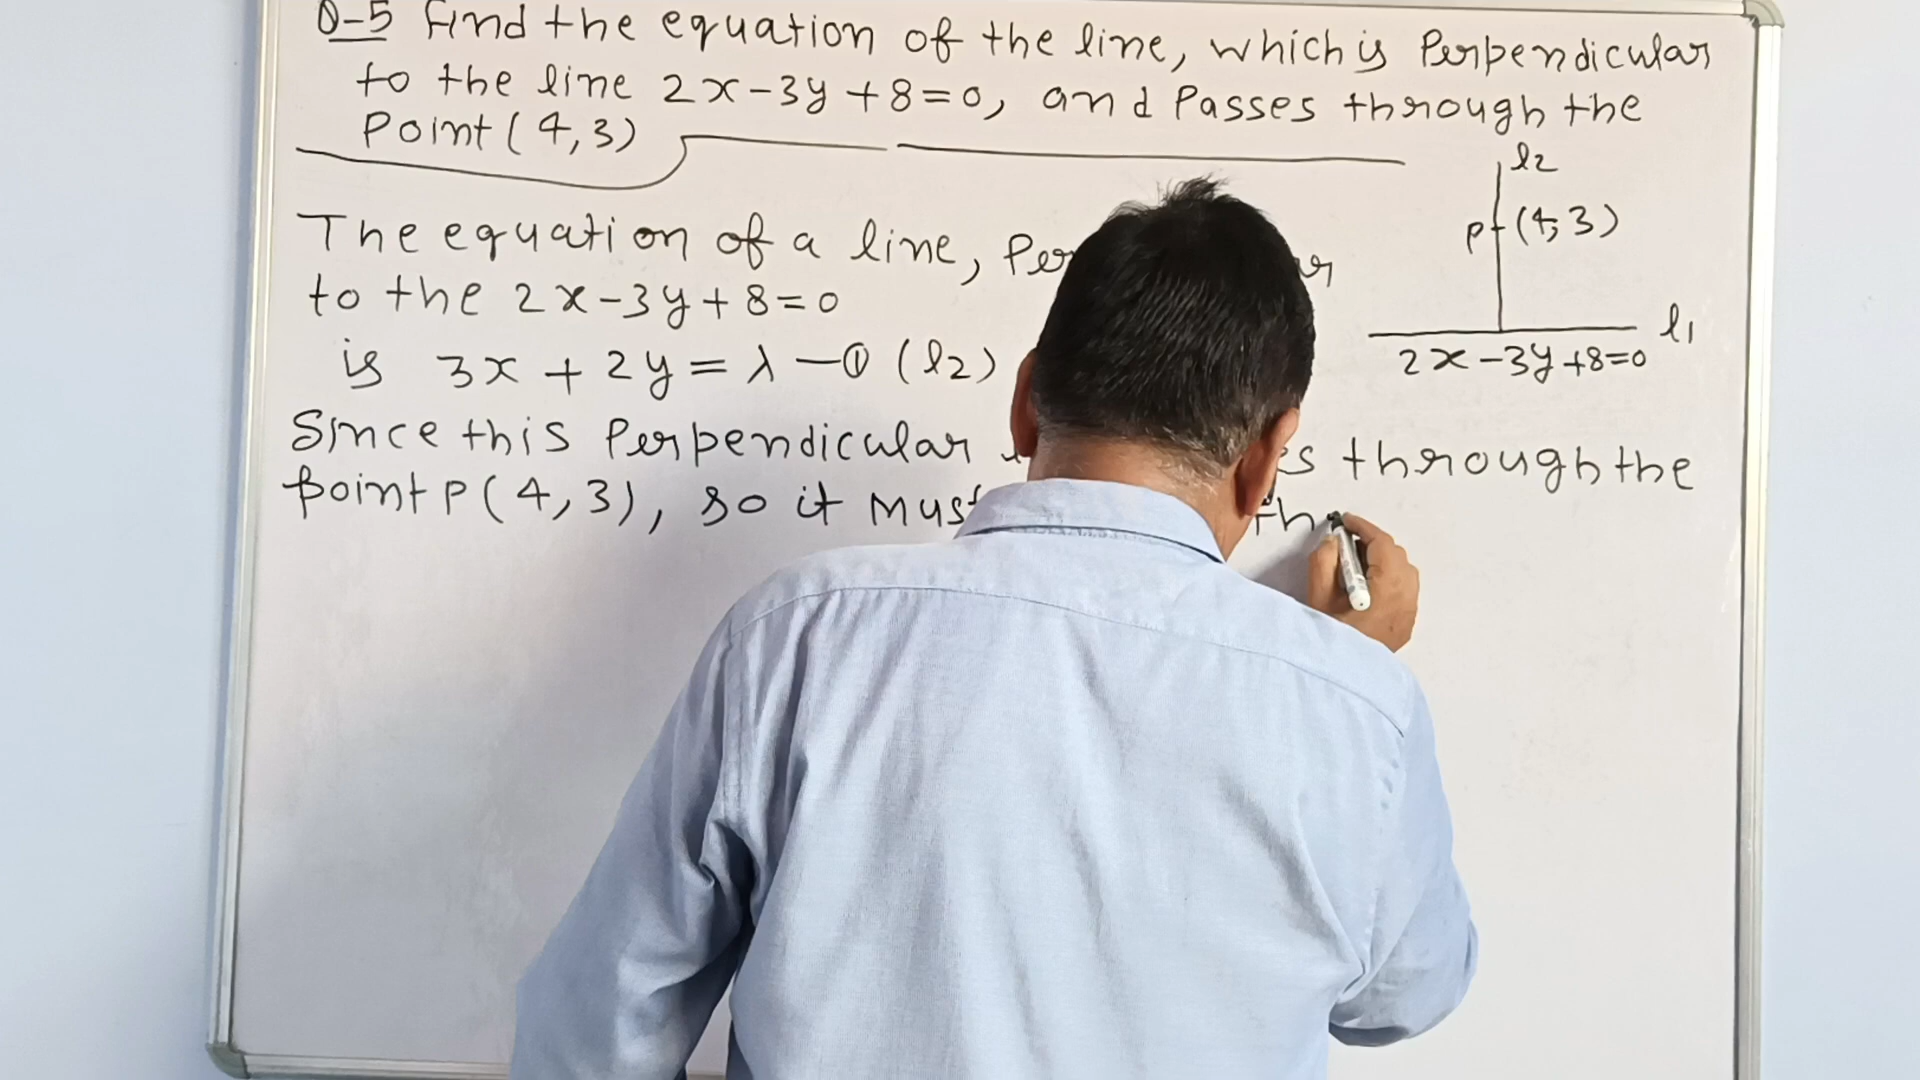 Q-5 Find the equation of the line, which is Perpendicular
to the line 2x-3y+8=0, and Passes through the
Point (4,3)
l2
P (4,3)
l1
2x-3y+8=0
The equation of a line,
to the 2x-3y+8=0
is 3x+2y=λ—① (l2)
Since this Perpendicular through the
point P(4,3), so it must